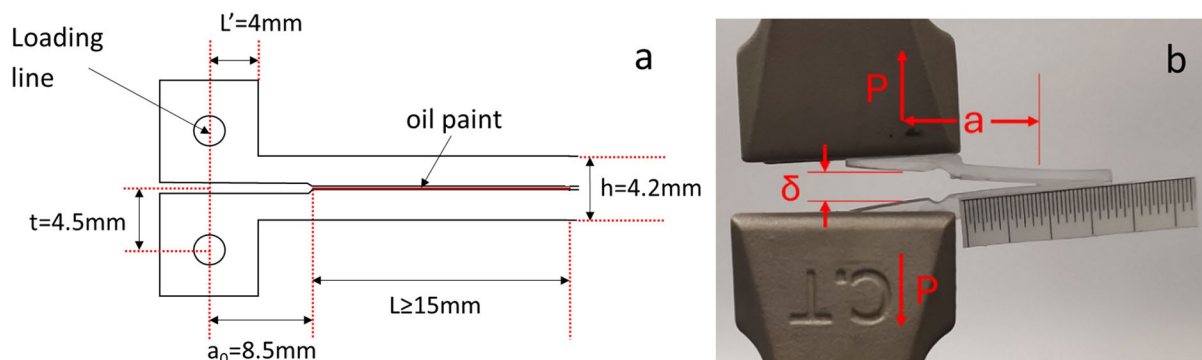 L’=4mm
Loading
line
a
oil paint
h=4.2mm
t=4.5mm
L≥15mm
a₀=8.5mm
b
P
a
δ
C.T
P